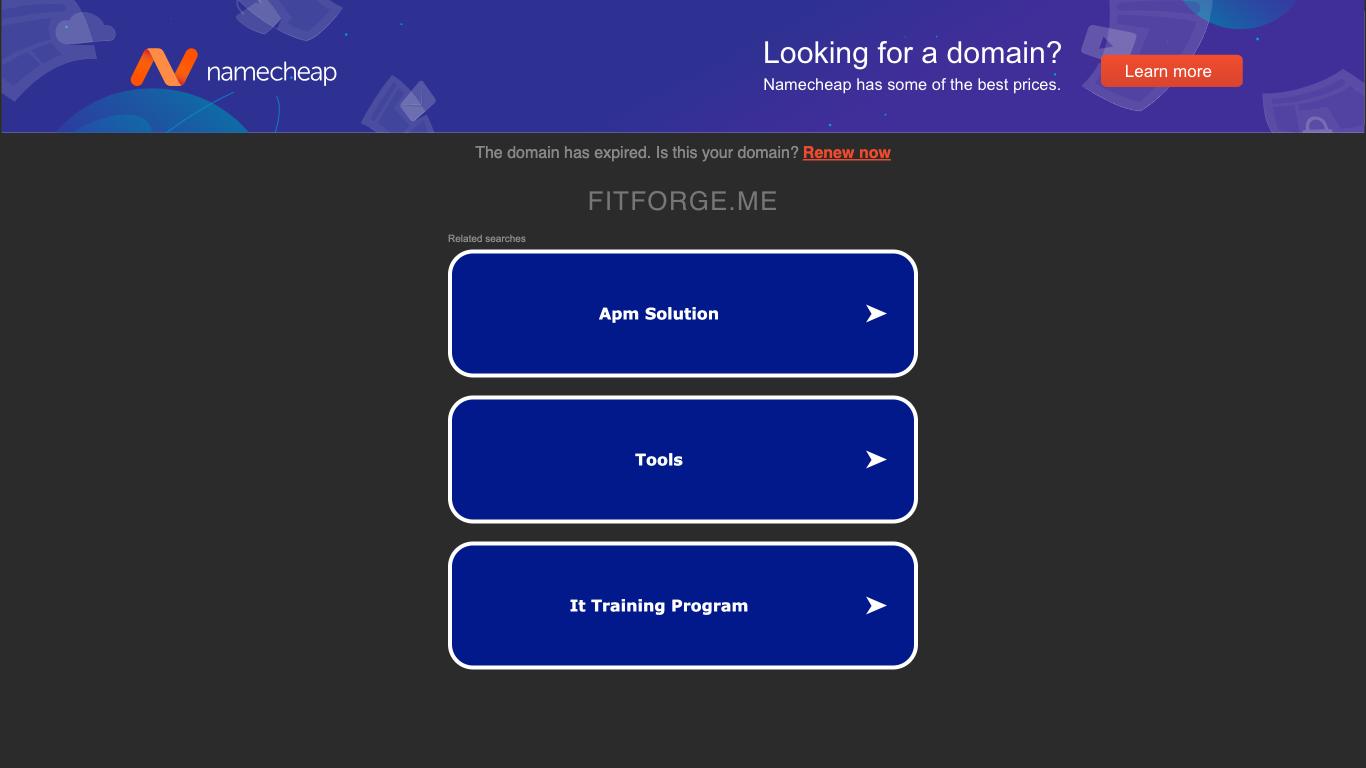 namecheap
Looking for a domain?
Namecheap has some of the best prices.
Learn more
The domain has expired. Is this your domain? Renew now
FITFORGE.ME
Related searches
Apm Solution
Tools
It Training Program